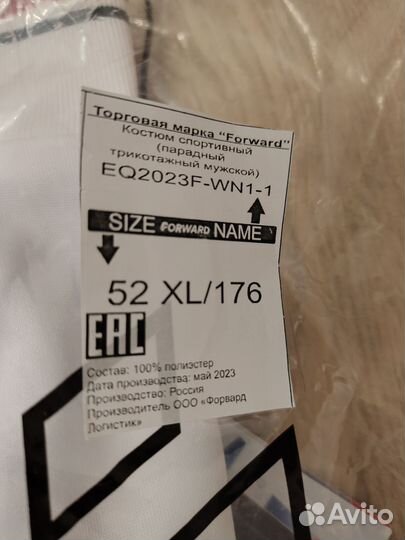 Торговая марка "Forward"
Костюм спортивный
(парадный
трикотажный мужской)
EQ2023F-WN1-1
SIZE FORWARD NAME
52 XL/176
EAC
Состав: 100% полиэстер
Дата производства: май 2023
Производство: Россия
Производитель ООО «Форвард
Логистик»
Avito